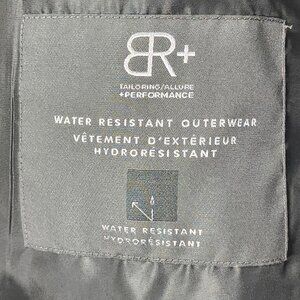 BR+
TAILORING/ALLURE
+PERFORMANCE
WATER RESISTANT OUTERWEAR
VÊTEMENT D'EXTÉRIEUR
HYDRORÉSISTANT
WATER RESISTANT
HYDRORÉSISTANT